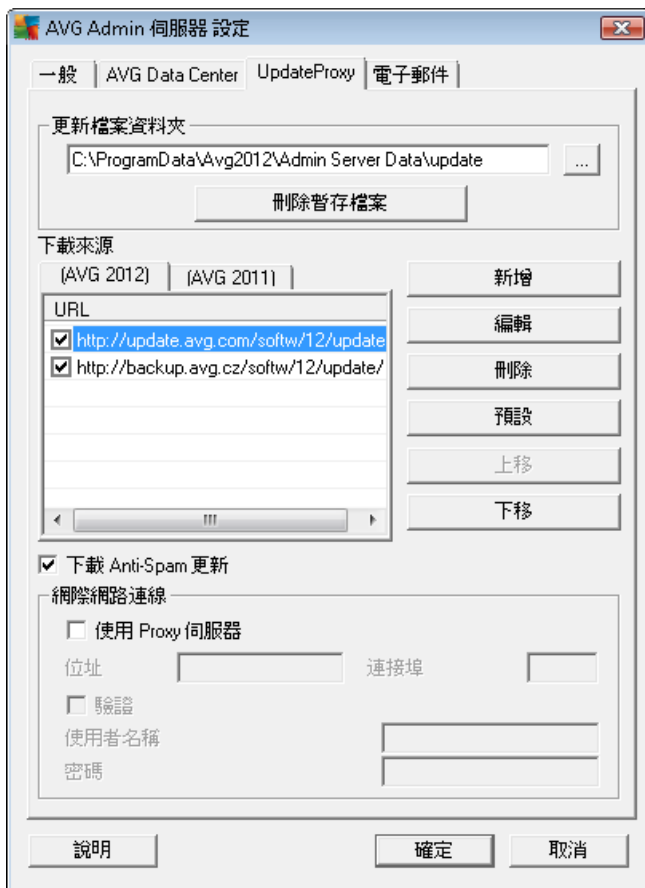 AVG Admin 伺服器 設定
一般 AVG Data Center UpdateProxy 電子郵件
更新檔案資料夾
C:\ProgramData\Avg2012\Admin Server Data\update ...
刪除暫存檔案
下載來源
(AVG 2012) (AVG 2011)
URL
http://update.avg.com/softw/12/update
http://backup.avg.cz/softw/12/update/
新增
編輯
刪除
預設
上移
下移
下載 Anti-Spam 更新
網際網路連線
使用 Proxy 伺服器
位址 連接埠
驗證
使用者名稱
密碼
說明 確定 取消